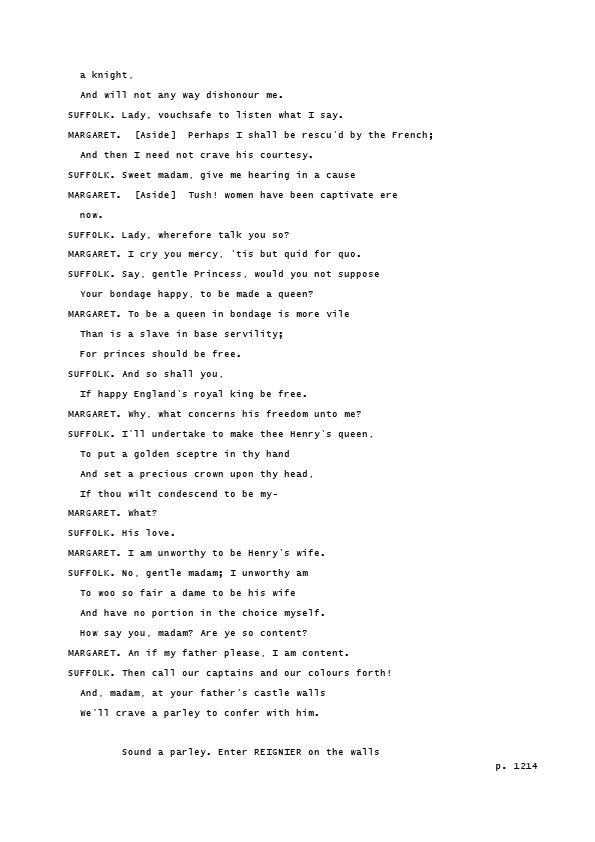 a knight,
And will not any way dishonour me.
SUFFOLK. Lady, vouchsafe to listen what I say.
MARGARET. [Aside] Perhaps I shall be rescu'd by the French;
And then I need not crave his courtesy.
SUFFOLK. Sweet madam, give me hearing in a cause
MARGARET. [Aside] Tush! women have been captivate ere
now.
SUFFOLK. Lady, wherefore talk you so?
MARGARET. I cry you mercy, 'tis but quid for quo.
SUFFOLK. Say, gentle Princess, would you not suppose
Your bondage happy, to be made a queen?
MARGARET. To be a queen in bondage is more vile
Than is a slave in base servility;
For princes should be free.
SUFFOLK. And so shall you,
If happy England's royal king be free.
MARGARET. Why, what concerns his freedom unto me?
SUFFOLK. I'll undertake to make thee Henry's queen,
To put a golden sceptre in thy hand
And set a precious crown upon thy head,
If thou wilt condescend to be my-
MARGARET. What?
SUFFOLK. His love.
MARGARET. I am unworthy to be Henry's wife.
SUFFOLK. No, gentle madam; I unworthy am
To woo so fair a dame to be his wife
And have no portion in the choice myself.
How say you, madam? Are ye so content?
MARGARET. An if my father please, I am content.
SUFFOLK. Then call our captains and our colours forth!
And, madam, at your father's castle walls
We'll crave a parley to confer with him.
Sound a parley. Enter REIGNIER on the walls
p. 1214